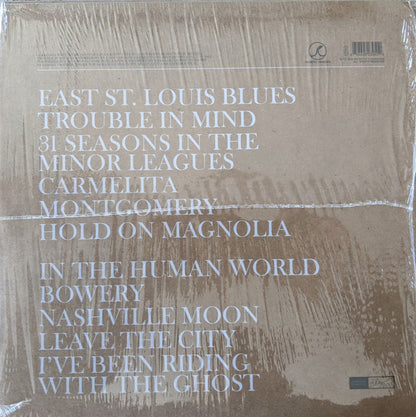 EAST ST. LOUIS BLUES
TROUBLE IN MIND
31 SEASONS IN THE
MINOR LEAGUES
CARMELITA
MONTGOMERY
HOLD ON MAGNOLIA
IN THE HUMAN WORLD
BOWERY
NASHVILLE MOON
LEAVE THE CITY
I'VE BEEN RIDING
WITH THE GHOST